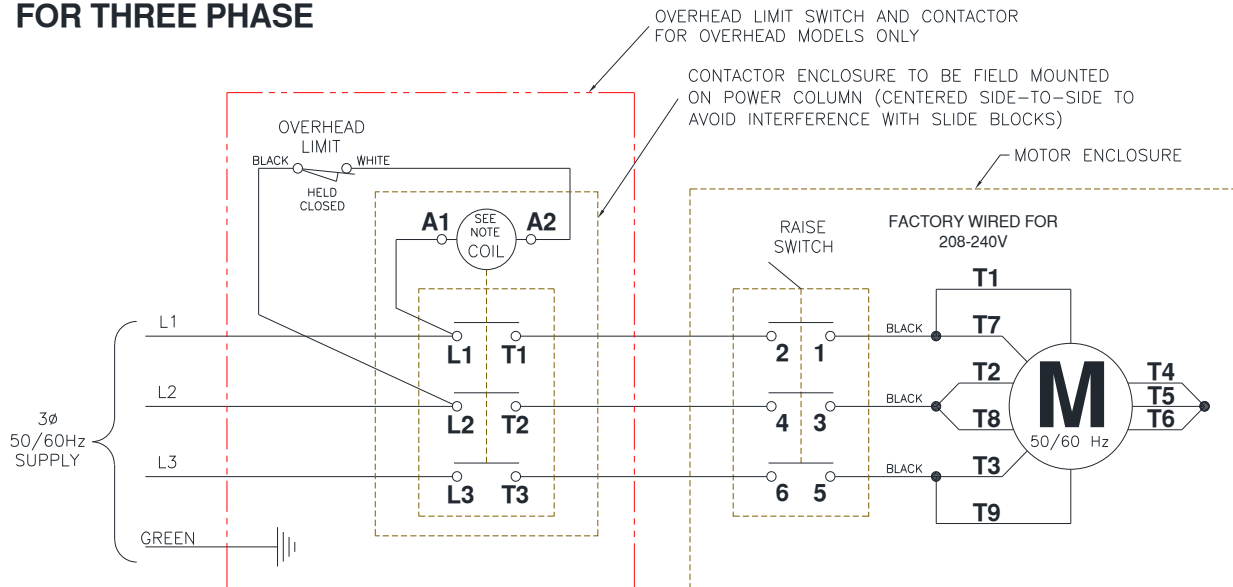 FOR THREE PHASE
OVERHEAD LIMIT SWITCH AND CONTACTOR
FOR OVERHEAD MODELS ONLY
CONTACTOR ENCLOSURE TO BE FIELD MOUNTED
ON POWER COLUMN (CENTERED SIDE-TO-SIDE TO
AVOID INTERFERENCE WITH SLIDE BLOCKS)
MOTOR ENCLOSURE
OVERHEAD
LIMIT
BLACK
WHITE
HELD
CLOSED
A1
SEE
NOTE
COIL
A2
RAISE
SWITCH
FACTORY WIRED FOR
208-240V
3ø
50/60Hz
SUPPLY
L1
L2
L3
GREEN
L1
T1
L2
T2
L3
T3
2
1
4
3
6
5
BLACK
BLACK
BLACK
T1
T7
T2
T8
T3
T9
M
50/60 Hz
T4
T5
T6